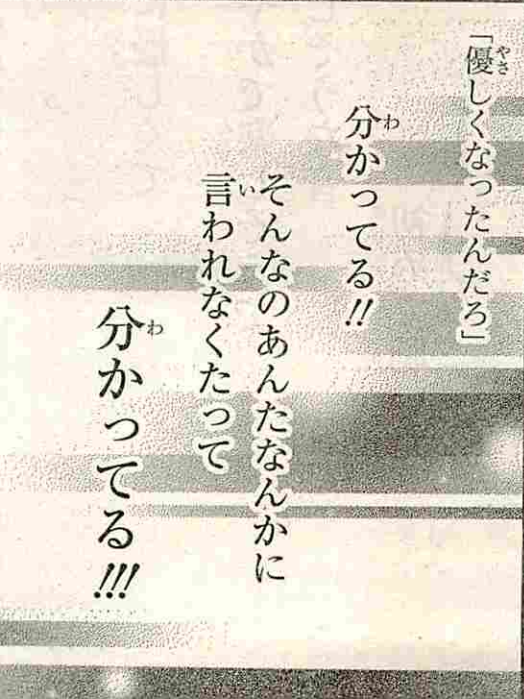 「優しくなったんだろ」
分かってる!!
そんなのあんたなんかに
言われなくたって
分かってる!!!